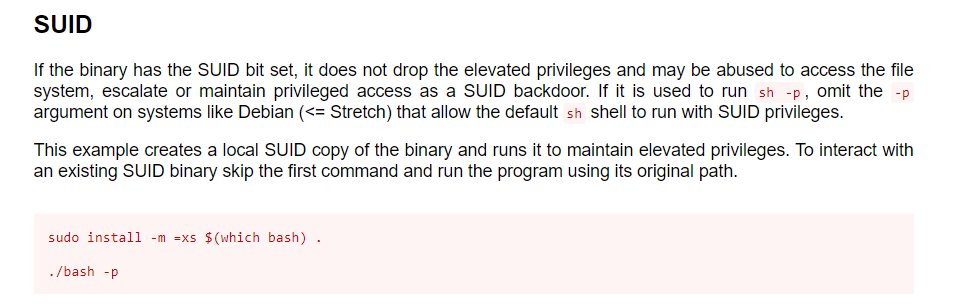 SUID
If the binary has the SUID bit set, it does not drop the elevated privileges and may be abused to access the file
system, escalate or maintain privileged access as a SUID backdoor. If it is used to run sh -p, omit the -p
argument on systems like Debian (<= Stretch) that allow the default sh shell to run with SUID privileges.
This example creates a local SUID copy of the binary and runs it to maintain elevated privileges. To interact with
an existing SUID binary skip the first command and run the program using its original path.
sudo install -m =xs $(which bash) .
./bash -p